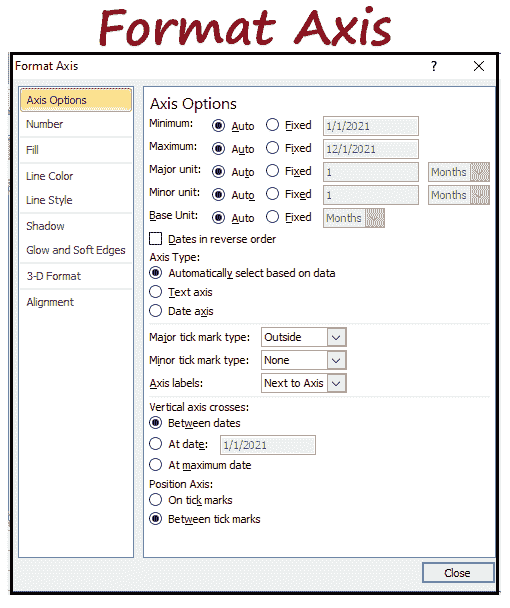 Format Axis
Format Axis ?
Axis Options
Number
Fill
Line Color
Line Style
Shadow
Glow and Soft Edges
3-D Format
Alignment
Axis Options
Minimum: Auto Fixed 1/1/2021
Maximum: Auto Fixed 12/1/2021
Major unit: Auto Fixed 1 Months
Minor unit: Auto Fixed 1 Months
Base Unit: Auto Fixed Months
Dates in reverse order
Axis Type:
Automatically select based on data
Text axis
Date axis
Major tick mark type: Outside
Minor tick mark type: None
Axis labels: Next to Axis
Vertical axis crosses:
Between dates
At date: 1/1/2021
At maximum date
Position Axis:
On tick marks
Between tick marks
Close